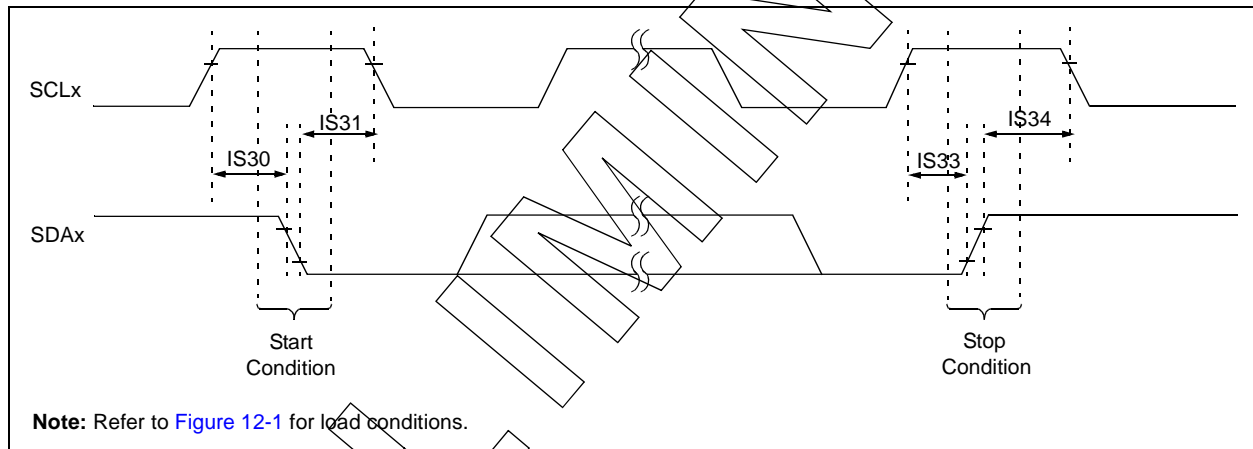 SCLx
IS31
IS34
IS30
IS33
SDAx
Start
Condition
Stop
Condition
Note: Refer to Figure 12-1 for load conditions.